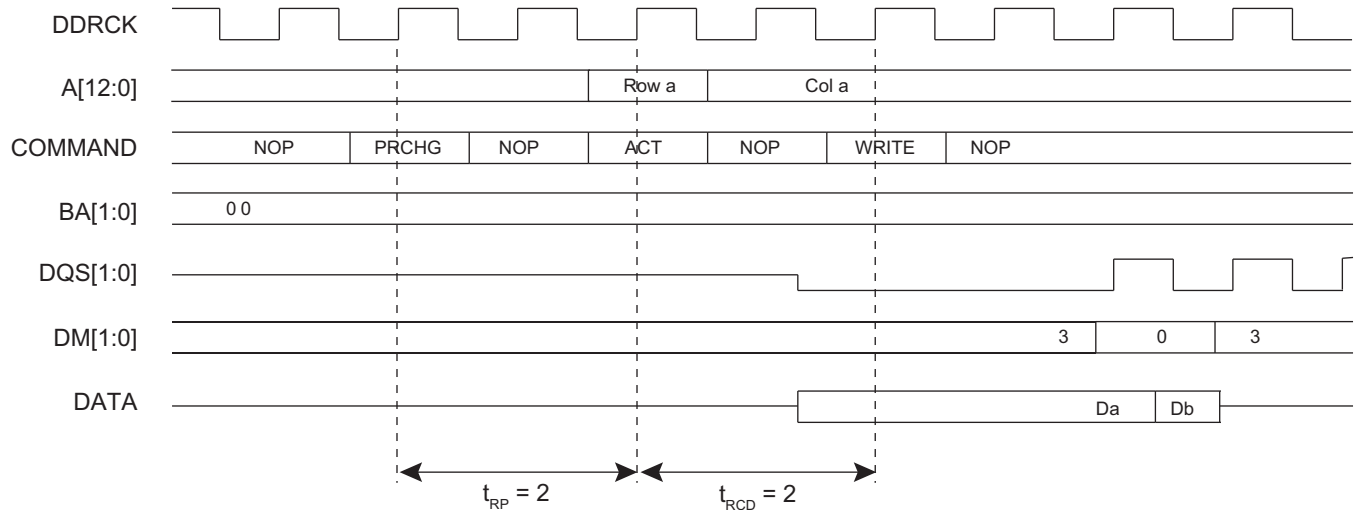 DDRCK
A[12:0] Row a Col a
COMMAND NOP PRCHG NOP ACT NOP WRITE NOP
BA[1:0] 0 0
DQS[1:0]
DM[1:0] 3 0 3
DATA Da Db
tRP = 2 tRCD = 2